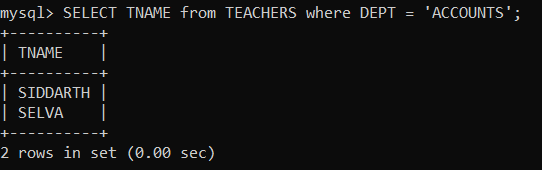 mysql> SELECT TNAME from TEACHERS where DEPT = 'ACCOUNTS';
+----------+
| TNAME    |
+----------+
| SIDDARTH |
| SELVA    |
+----------+
2 rows in set (0.00 sec)